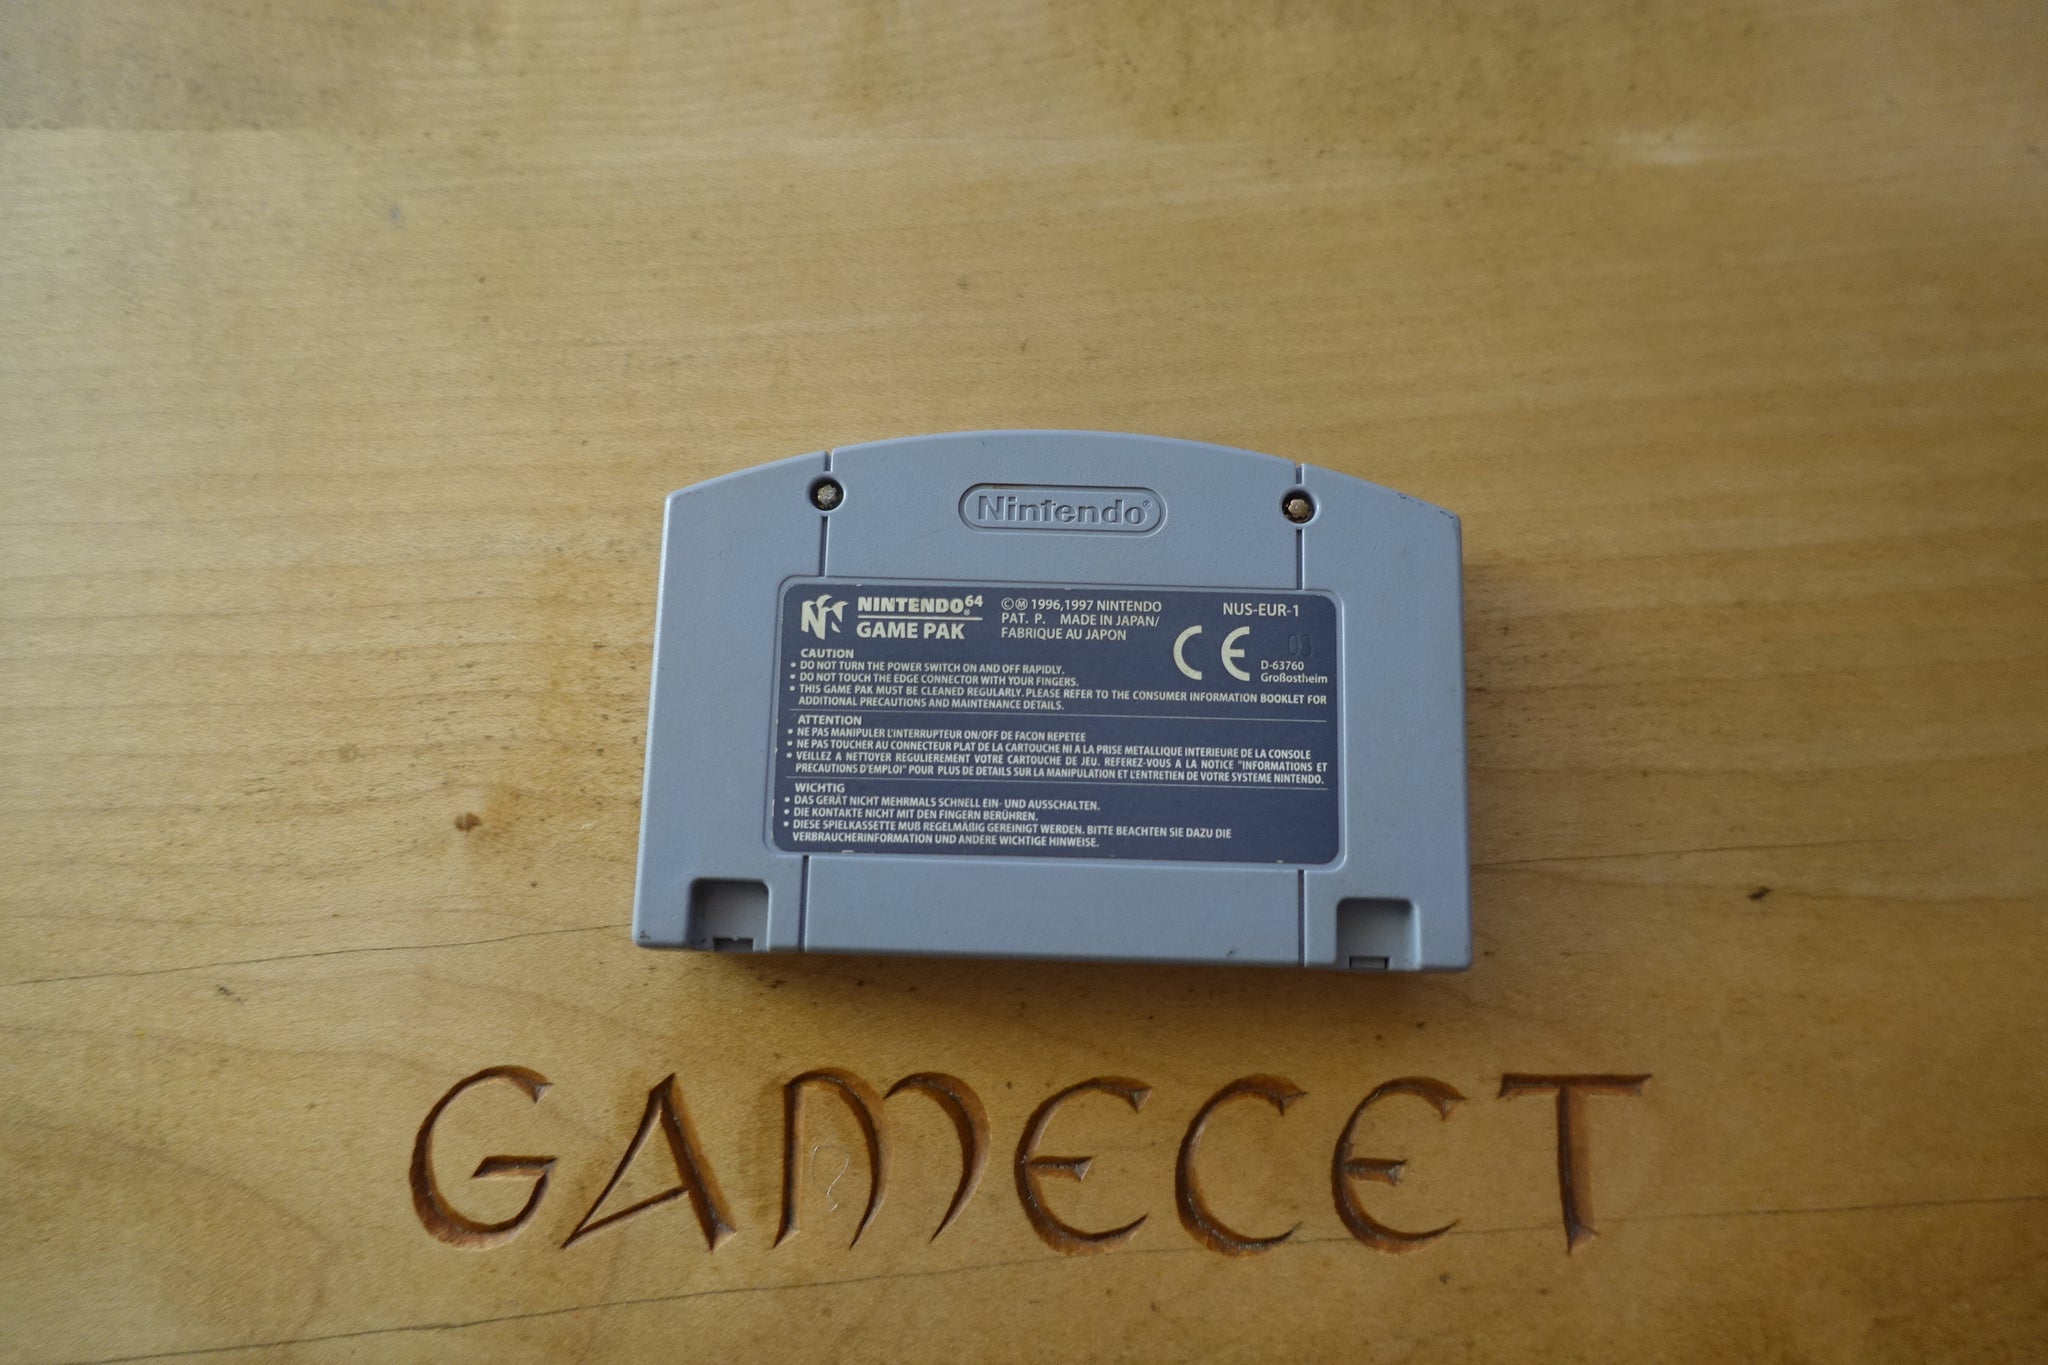 Nintendo®
NINTENDO⁶⁴®
GAME PAK
©Ⓜ 1996,1997 NINTENDO
PAT. P. MADE IN JAPAN/
FABRIQUE AU JAPON
NUS-EUR-1
CE
03
D-63760
Großostheim
CAUTION
• DO NOT TURN THE POWER SWITCH ON AND OFF RAPIDLY.
• DO NOT TOUCH THE EDGE CONNECTOR WITH YOUR FINGERS.
• THIS GAME PAK MUST BE CLEANED REGULARLY. PLEASE REFER TO THE CONSUMER INFORMATION BOOKLET FOR
ADDITIONAL PRECAUTIONS AND MAINTENANCE DETAILS.
ATTENTION
• NE PAS MANIPULER L'INTERRUPTEUR ON/OFF DE FACON REPETEE
• NE PAS TOUCHER AU CONNECTEUR PLAT DE LA CARTOUCHE NI A LA PRISE METALLIQUE INTERIEURE DE LA CONSOLE
• VEILLEZ A NETTOYER REGULIEREMENT VOTRE CARTOUCHE DE JEU. REFEREZ-VOUS A LA NOTICE "INFORMATIONS ET
PRECAUTIONS D'EMPLOI" POUR PLUS DE DETAILS SUR LA MANIPULATION ET L'ENTRETIEN DE VOTRE SYSTEME NINTENDO.
WICHTIG
• DAS GERÄT NICHT MEHRMALS SCHNELL EIN- UND AUSSCHALTEN.
• DIE KONTAKTE NICHT MIT DEN FINGERN BERÜHREN.
• DIESE SPIELKASSETTE MUß REGELMÄßIG GEREINIGT WERDEN. BITTE BEACHTEN SIE DAZU DIE
VERBRAUCHERINFORMATION UND ANDERE WICHTIGE HINWEISE.
GAMECET